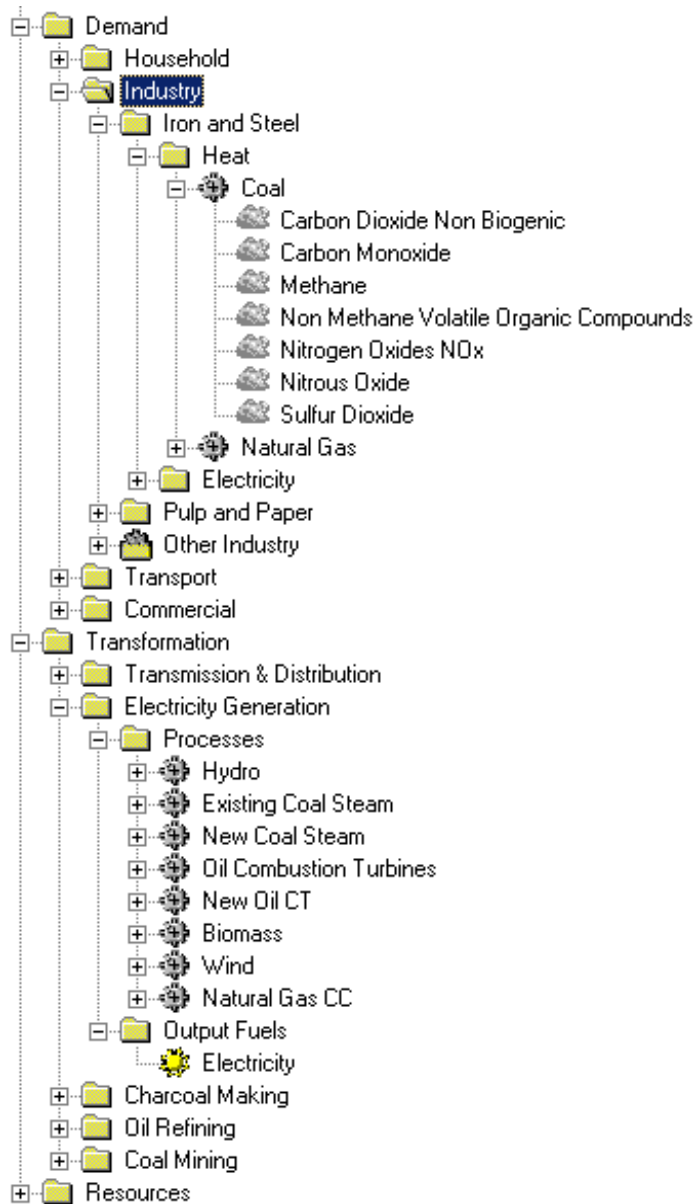 Demand
Household
Industry
Iron and Steel
Heat
Coal
Carbon Dioxide Non Biogenic
Carbon Monoxide
Methane
Non Methane Volatile Organic Compounds
Nitrogen Oxides NOx
Nitrous Oxide
Sulfur Dioxide
Natural Gas
Electricity
Pulp and Paper
Other Industry
Transport
Commercial
Transformation
Transmission & Distribution
Electricity Generation
Processes
Hydro
Existing Coal Steam
New Coal Steam
Oil Combustion Turbines
New Oil CT
Biomass
Wind
Natural Gas CC
Output Fuels
Electricity
Charcoal Making
Oil Refining
Coal Mining
Resources